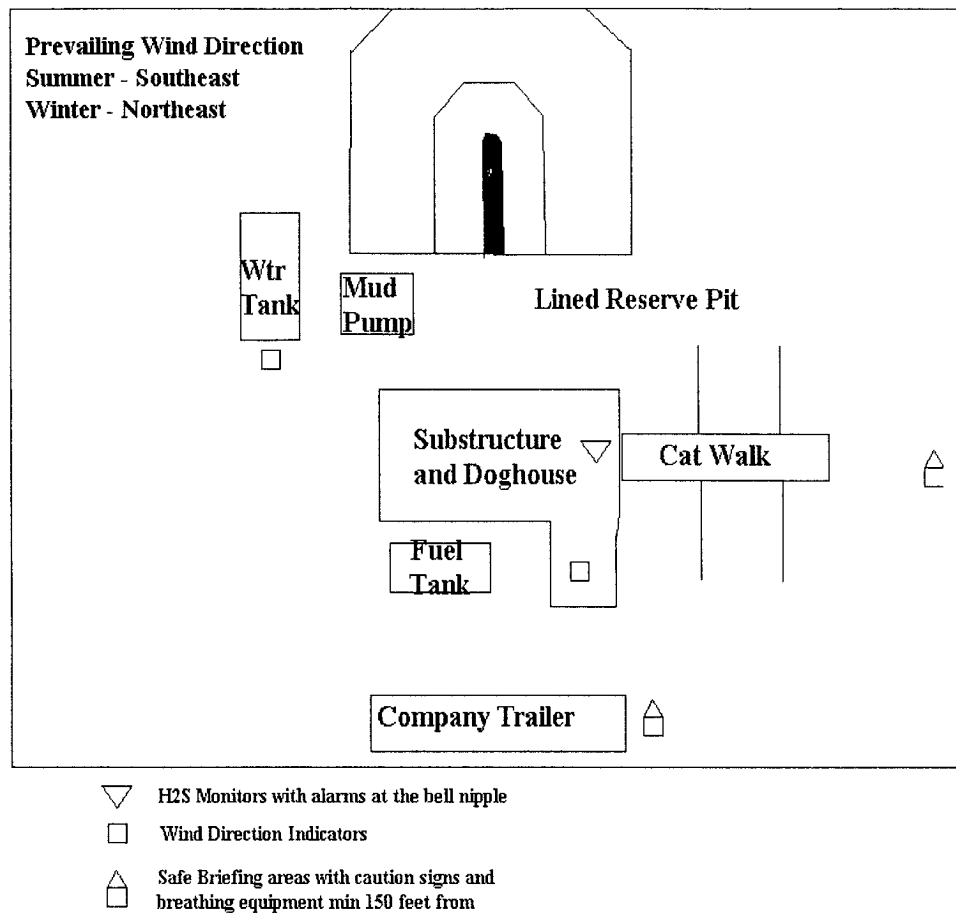 Prevailing Wind Direction
Summer - Southeast
Winter - Northeast
Wtr
Tank
Mud
Pump
Lined Reserve Pit
Substructure
and Doghouse
Cat Walk
Fuel
Tank
Company Trailer
H2S Monitors with alarms at the bell nipple
Wind Direction Indicators
Safe Briefing areas with caution signs and
breathing equipment min 150 feet from